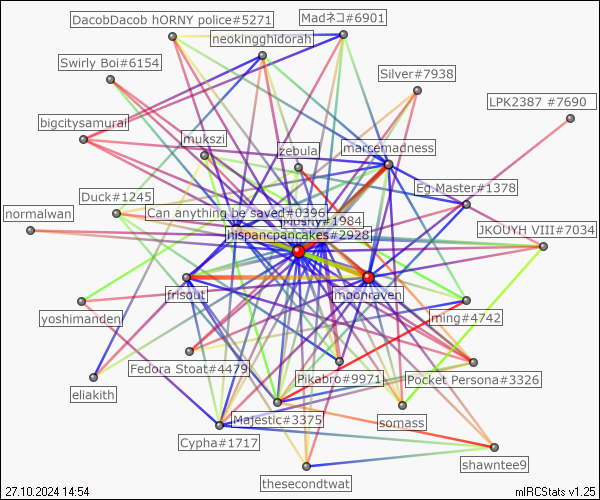 DacobDacob hORNY police#5271
Madネコ#6901
neokingghidorah
Swirly Boi#6154
Silver#7938
LPK2387 #7690
bigcitysamurai
mukszi
zebula
marcemadness
Duck#1245
Eg.Master#1378
normalwan
Can anything be saved#0396
#1984
hispancpancakes#2928
JKOUYH VIII#7034
frisout
moonraven
yoshimanden
ming#4742
Fedora Stoat#4479
Pikabro#9971
Pocket Persona#3326
eliakith
Majestic#3375
somass
Cypha#1717
shawntee9
thesecondtwat
27.10.2024 14:54
mIRCStats v1.25